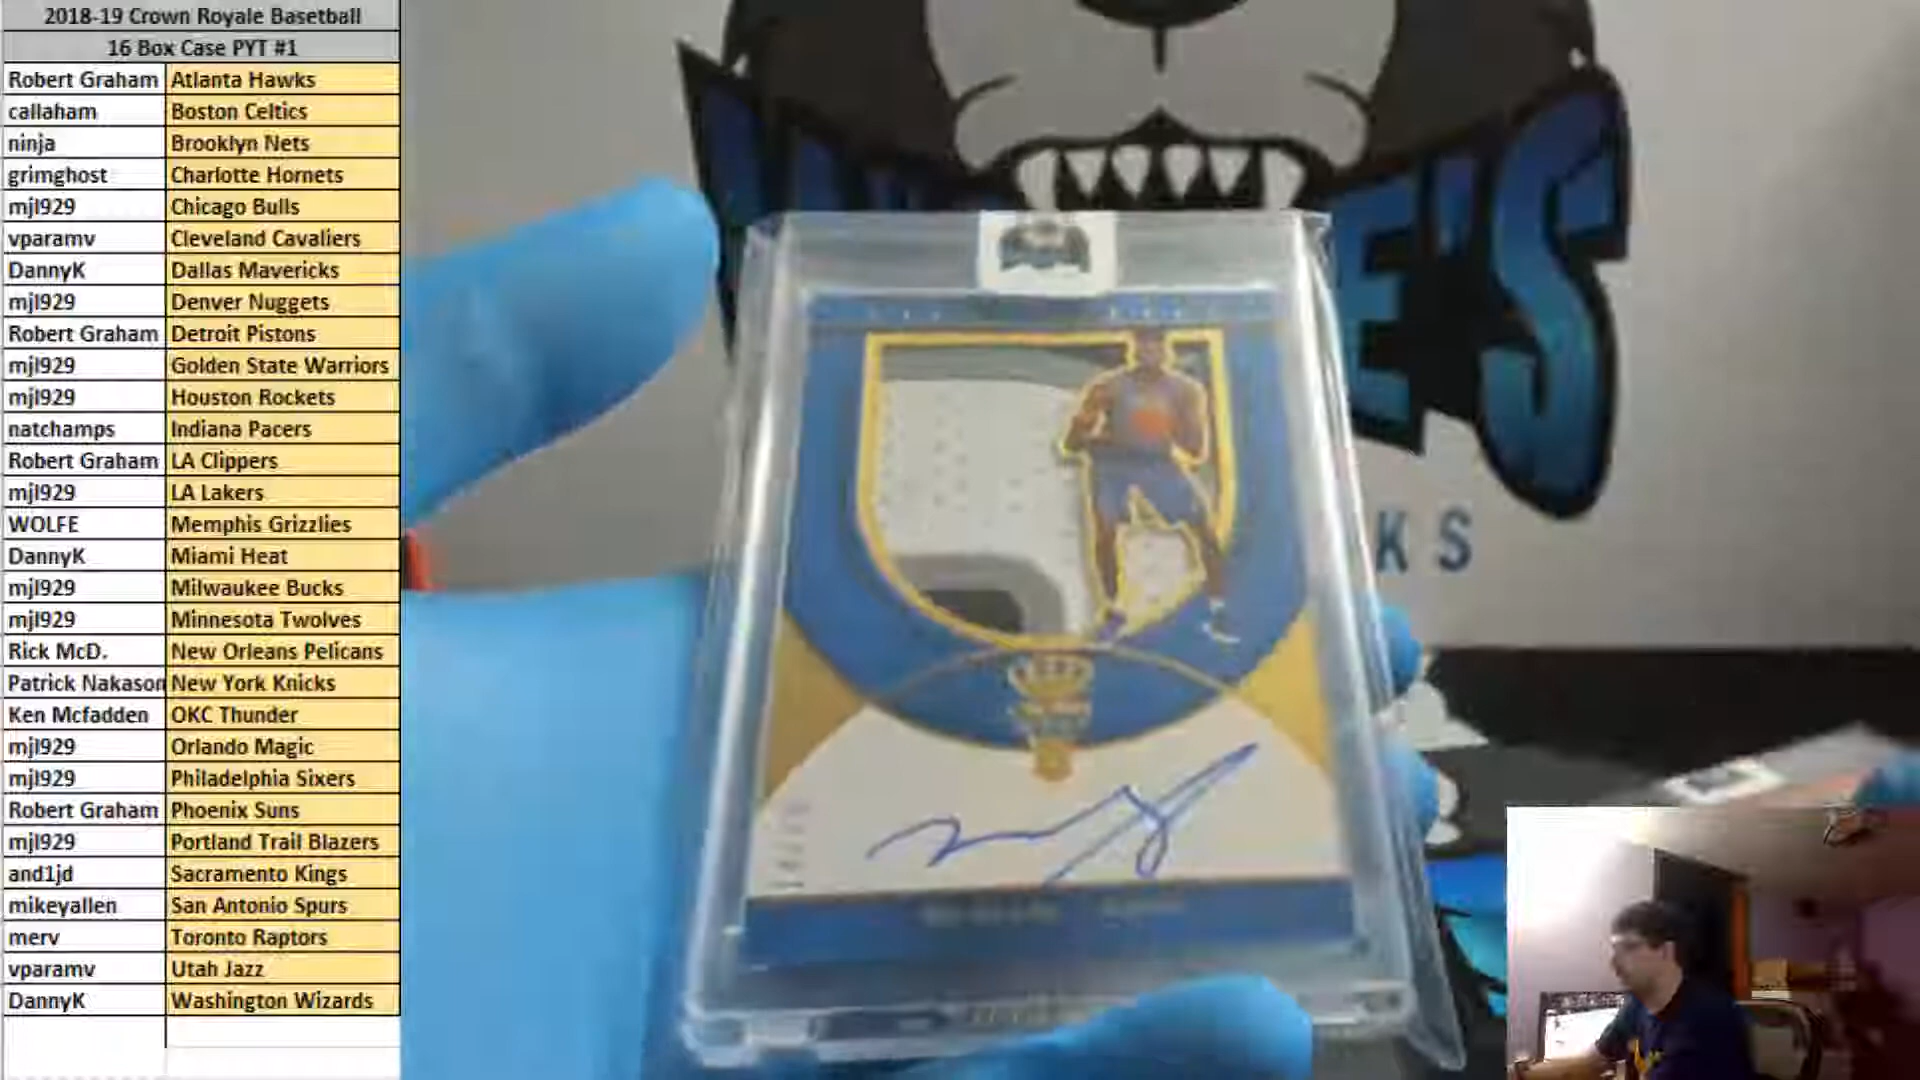 2018-19 Crown Royale Basetball
16 Box Case PYT #1
Robert Graham Atlanta Hawks
callaham Boston Celtics
ninja Brooklyn Nets
grimghost Charlotte Hornets
mjl929 Chicago Bulls
vparamv Cleveland Cavaliers
DannyK Dallas Mavericks
mjl929 Denver Nuggets
Robert Graham Detroit Pistons
mjl929 Golden State Warriors
mjl929 Houston Rockets
natchamps Indiana Pacers
Robert Graham LA Clippers
mjl929 LA Lakers
WOLFE Memphis Grizzlies
DannyK Miami Heat
mjl929 Milwaukee Bucks
mjl929 Minnesota Twolves
Rick McD. New Orleans Pelicans
Patrick Nakason New York Knicks
Ken Mcfadden OKC Thunder
mjl929 Orlando Magic
mjl929 Philadelphia Sixers
Robert Graham Phoenix Suns
mjl929 Portland Trail Blazers
and1jd Sacramento Kings
mikeyallen San Antonio Spurs
merv Toronto Raptors
vparamv Utah Jazz
DannyK Washington Wizards
E'S
KS